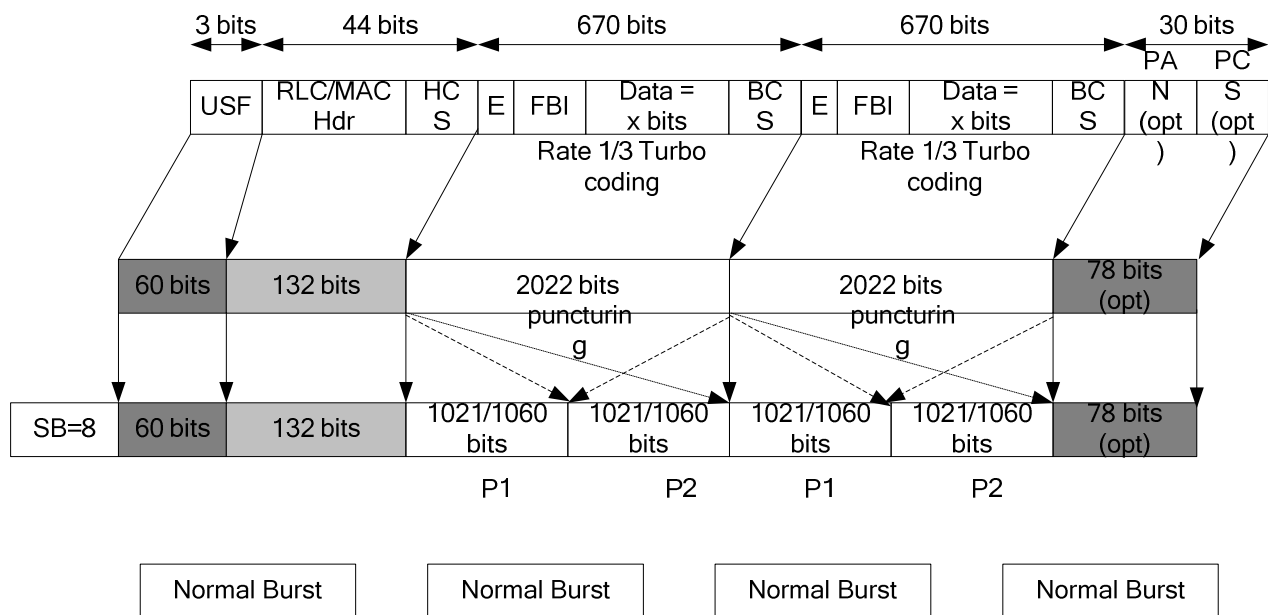 3 bits 44 bits 670 bits 670 bits 30 bits
USF RLC/MAC HC E FBI Data = BC E FBI Data = BC PA PC
Hdr S x bits S x bits S N S
(opt (opt
) )
Rate 1/3 Turbo Rate 1/3 Turbo
coding coding
60 bits 132 bits 2022 bits 2022 bits 78 bits
puncturin puncturin (opt)
g g
SB=8 60 bits 132 bits 1021/1060 1021/1060 1021/1060 1021/1060 78 bits
bits bits bits bits (opt)
P1 P2 P1 P2
Normal Burst Normal Burst Normal Burst Normal Burst